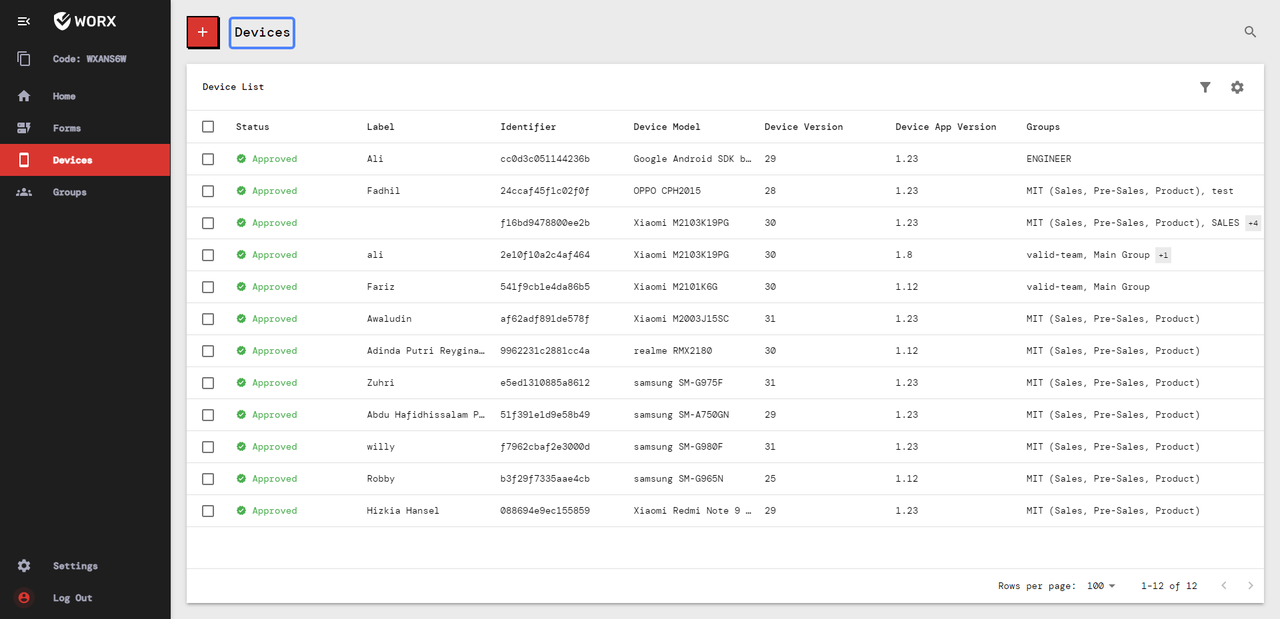 WORX
Code: WXANS6W
Home
Forms
Devices
Groups
Settings
Log Out
+ Devices
Device List
Status Label Identifier Device Model Device Version Device App Version Groups
Approved Ali cc0d3c051144236b Google Android SDK b… 29 1.23 ENGINEER
Approved Fadhil 24ccaf45f1c02f0f OPPO CPH2015 28 1.23 MIT (Sales, Pre-Sales, Product), test
Approved f16bd9478800ee2b Xiaomi M2103K19PG 30 1.23 MIT (Sales, Pre-Sales, Product), SALES +4
Approved ali 2e10f10a2c4af464 Xiaomi M2103K19PG 30 1.8 valid-team, Main Group +1
Approved Fariz 541f9cb1e4da86b5 Xiaomi M2101K6G 30 1.12 valid-team, Main Group
Approved Awaludin af62adf891de578f Xiaomi M2003J15SC 31 1.23 MIT (Sales, Pre-Sales, Product)
Approved Adinda Putri Reygina… 9962231c2881cc4a realme RMX2180 30 1.12 MIT (Sales, Pre-Sales, Product)
Approved Zuhri e5ed1310885a8612 samsung SM-G975F 31 1.23 MIT (Sales, Pre-Sales, Product)
Approved Abdu Hafidhissalam P… 51f391e1d9e58b49 samsung SM-A750GN 29 1.23 MIT (Sales, Pre-Sales, Product)
Approved willy f7962cbaf2e3000d samsung SM-G980F 31 1.23 MIT (Sales, Pre-Sales, Product)
Approved Robby b3f29f7335aae4cb samsung SM-G965N 25 1.12 MIT (Sales, Pre-Sales, Product)
Approved Hizkia Hansel 088694e9ec155859 Xiaomi Redmi Note 9 … 29 1.23 MIT (Sales, Pre-Sales, Product)
Rows per page: 100 1-12 of 12